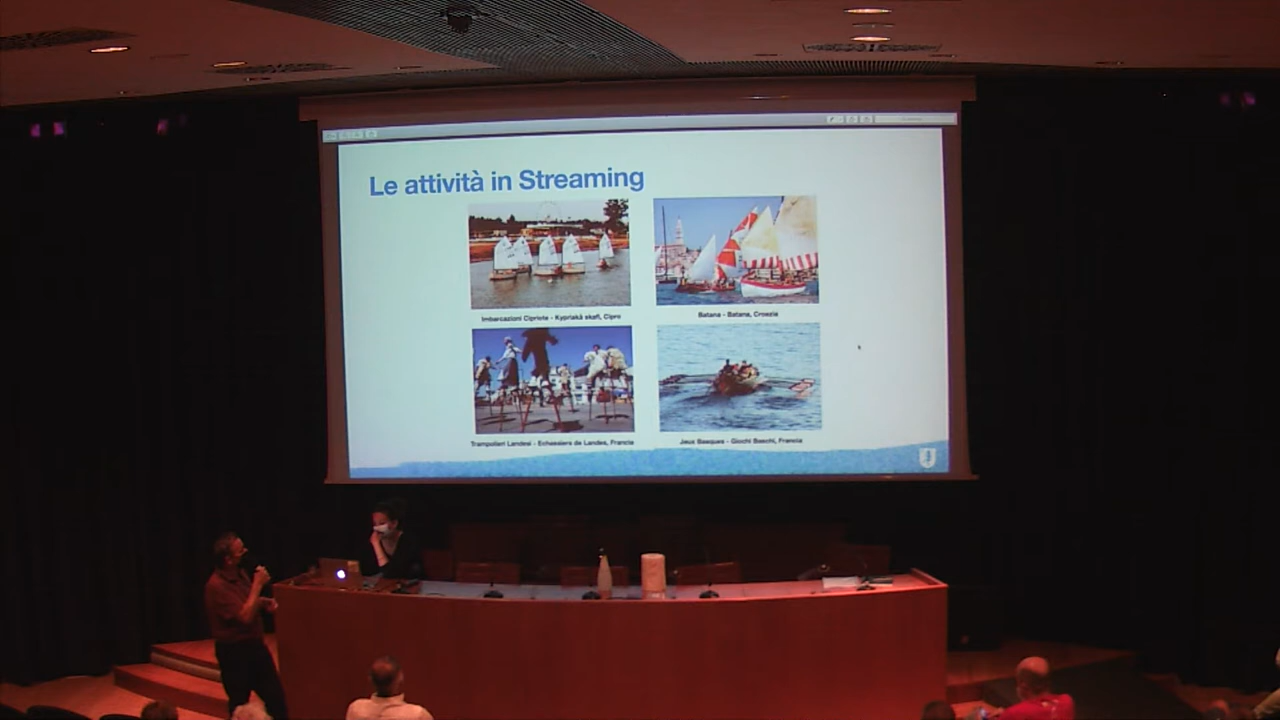 Le attività in Streaming
Imbarcazioni Cipriote - Kypriakà skafi, Cipro
Batana - Batana, Croazia
Trampolieri Landesi - Echassiers de Landes, Francia
Jeux Basques - Giochi Baschi, Francia